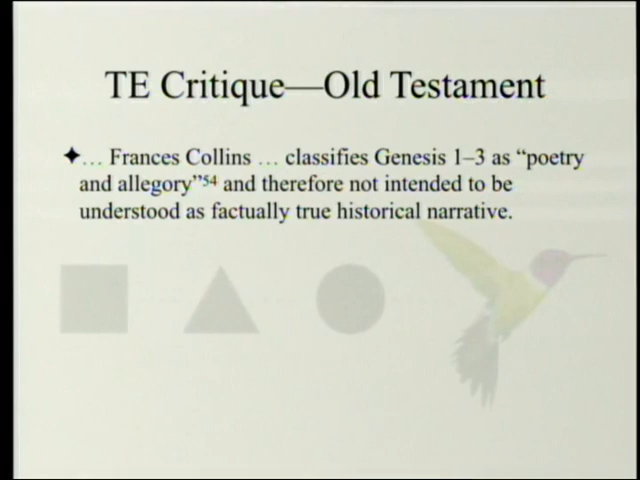 TE Critique—Old Testament
✦… Frances Collins … classifies Genesis 1–3 as “poetry
and allegory”54 and therefore not intended to be
understood as factually true historical narrative.